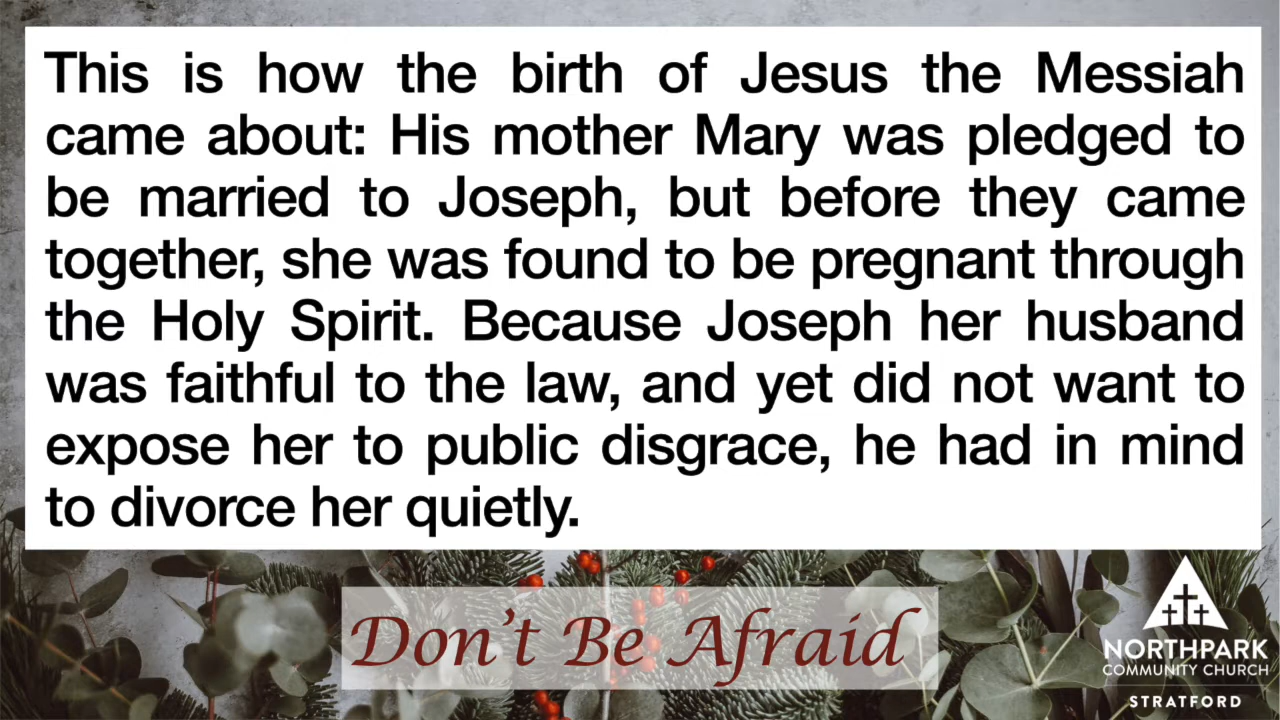 This is how the birth of Jesus the Messiah
came about: His mother Mary was pledged to
be married to Joseph, but before they came
together, she was found to be pregnant through
the Holy Spirit. Because Joseph her husband
was faithful to the law, and yet did not want to
expose her to public disgrace, he had in mind
to divorce her quietly.
Don't Be Afraid
NORTHPARK
COMMUNITY CHURCH
STRATFORD